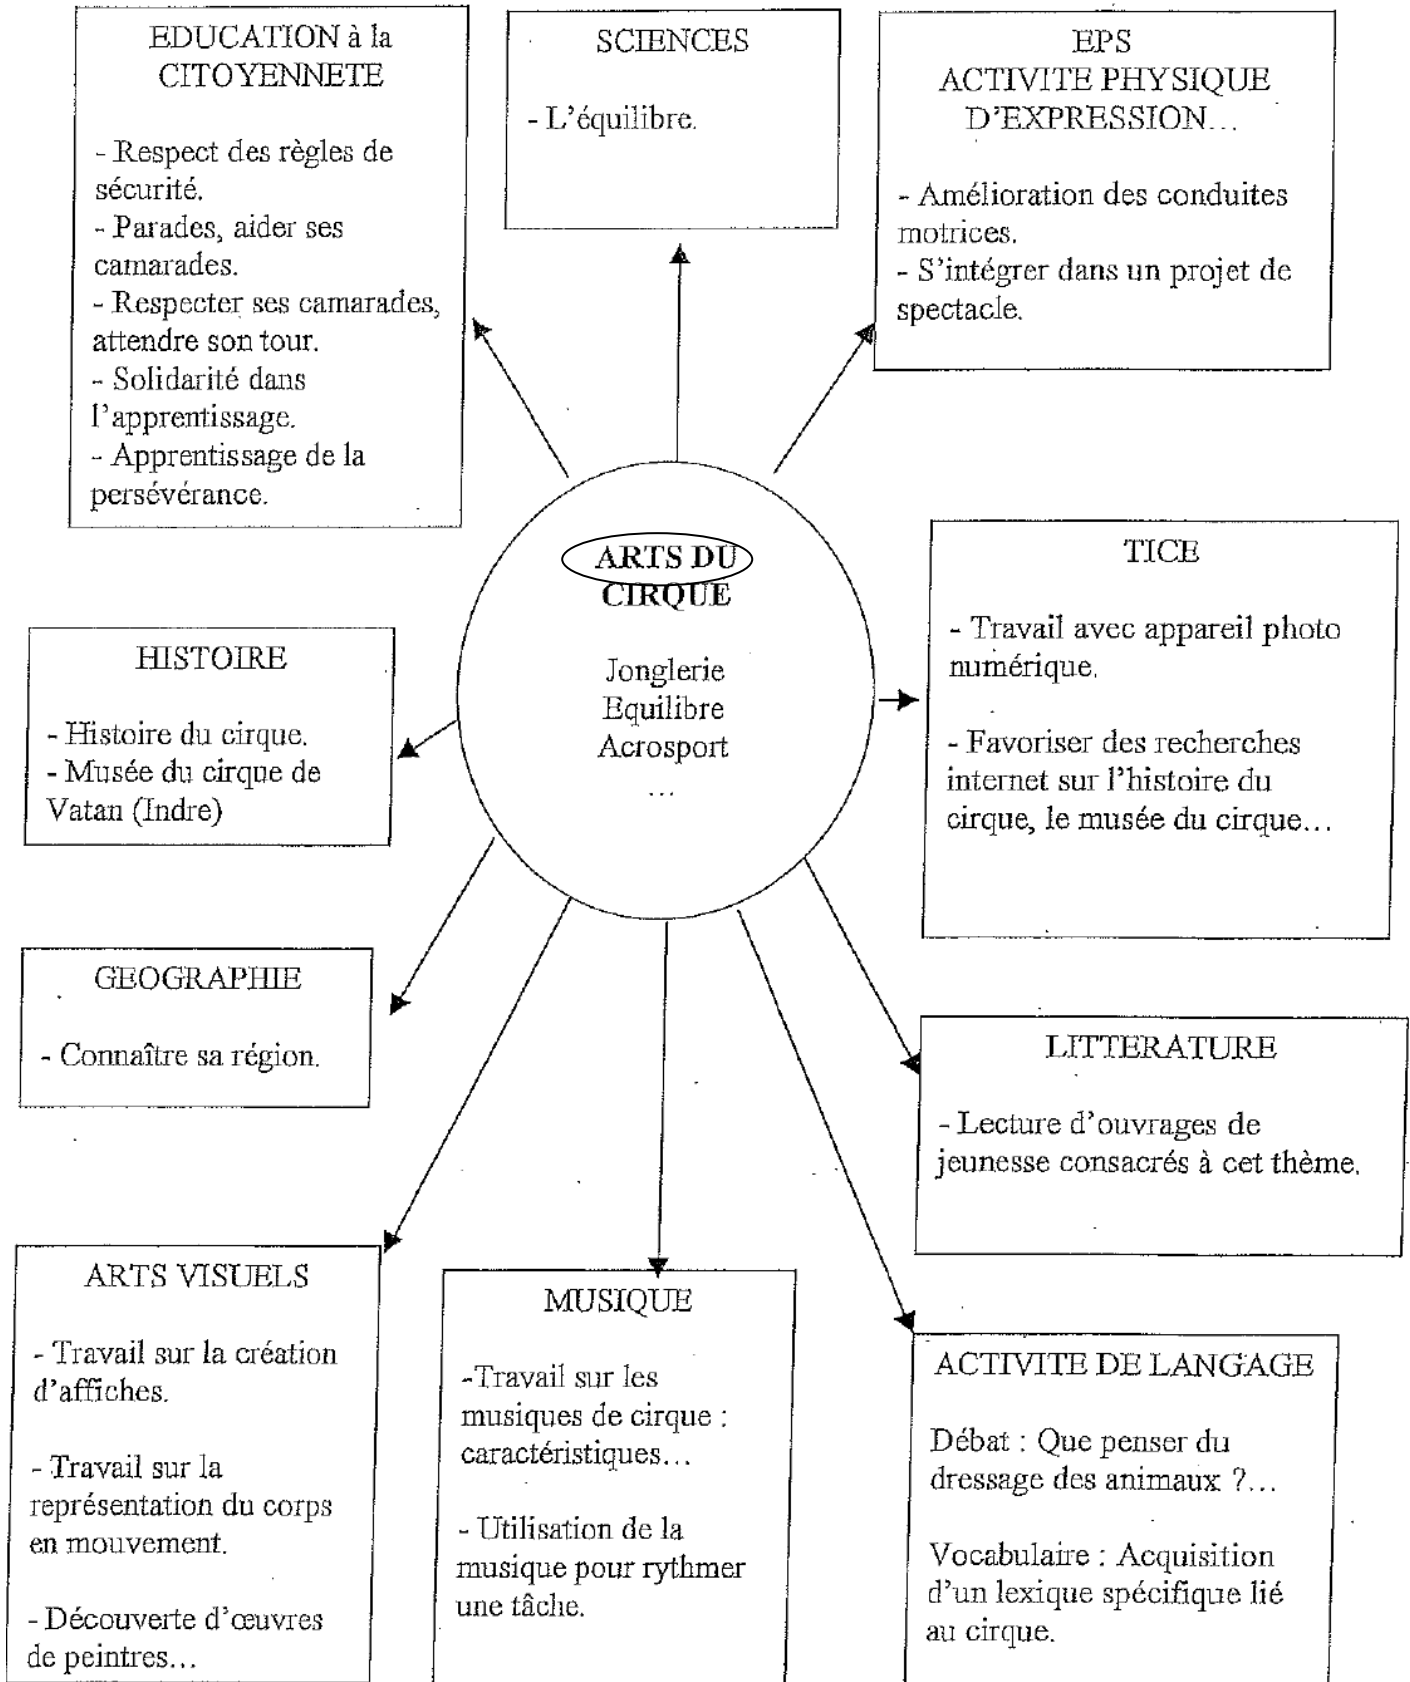 EDUCATION à la
CITOYENNETE
- Respect des règles de
sécurité.
- Parades, aider ses
camarades.
- Respecter ses camarades,
attendre son tour.
- Solidarité dans
l'apprentissage.
- Apprentissage de la
persévérance.
SCIENCES
- L'équilibre.
EPS
ACTIVITE PHYSIQUE
D'EXPRESSION...
- Amélioration des conduites
motrices.
- S'intégrer dans un projet de
spectacle.
ARTS DU
CIRQUE
Jonglerie
Equilibre
Acrosport
...
TICE
- Travail avec appareil photo
numérique.
- Favoriser des recherches
internet sur l'histoire du
cirque, le musée du cirque...
HISTOIRE
- Histoire du cirque.
- Musée du cirque de
Vatan (Indre)
GEOGRAPHIE
- Connaître sa région.
LITTERATURE
- Lecture d'ouvrages de
jeunesse consacrés à cet thème.
ARTS VISUELS
- Travail sur la création
d'affiches.
- Travail sur la
représentation du corps
en mouvement.
- Découverte d'œuvres
de peintres...
MUSIQUE
-Travail sur les
musiques de cirque :
caractéristiques...
- Utilisation de la
musique pour rythmer
une tâche.
ACTIVITE DE LANGAGE
Débat : Que penser du
dressage des animaux ?...
Vocabulaire : Acquisition
d'un lexique spécifique lié
au cirque.